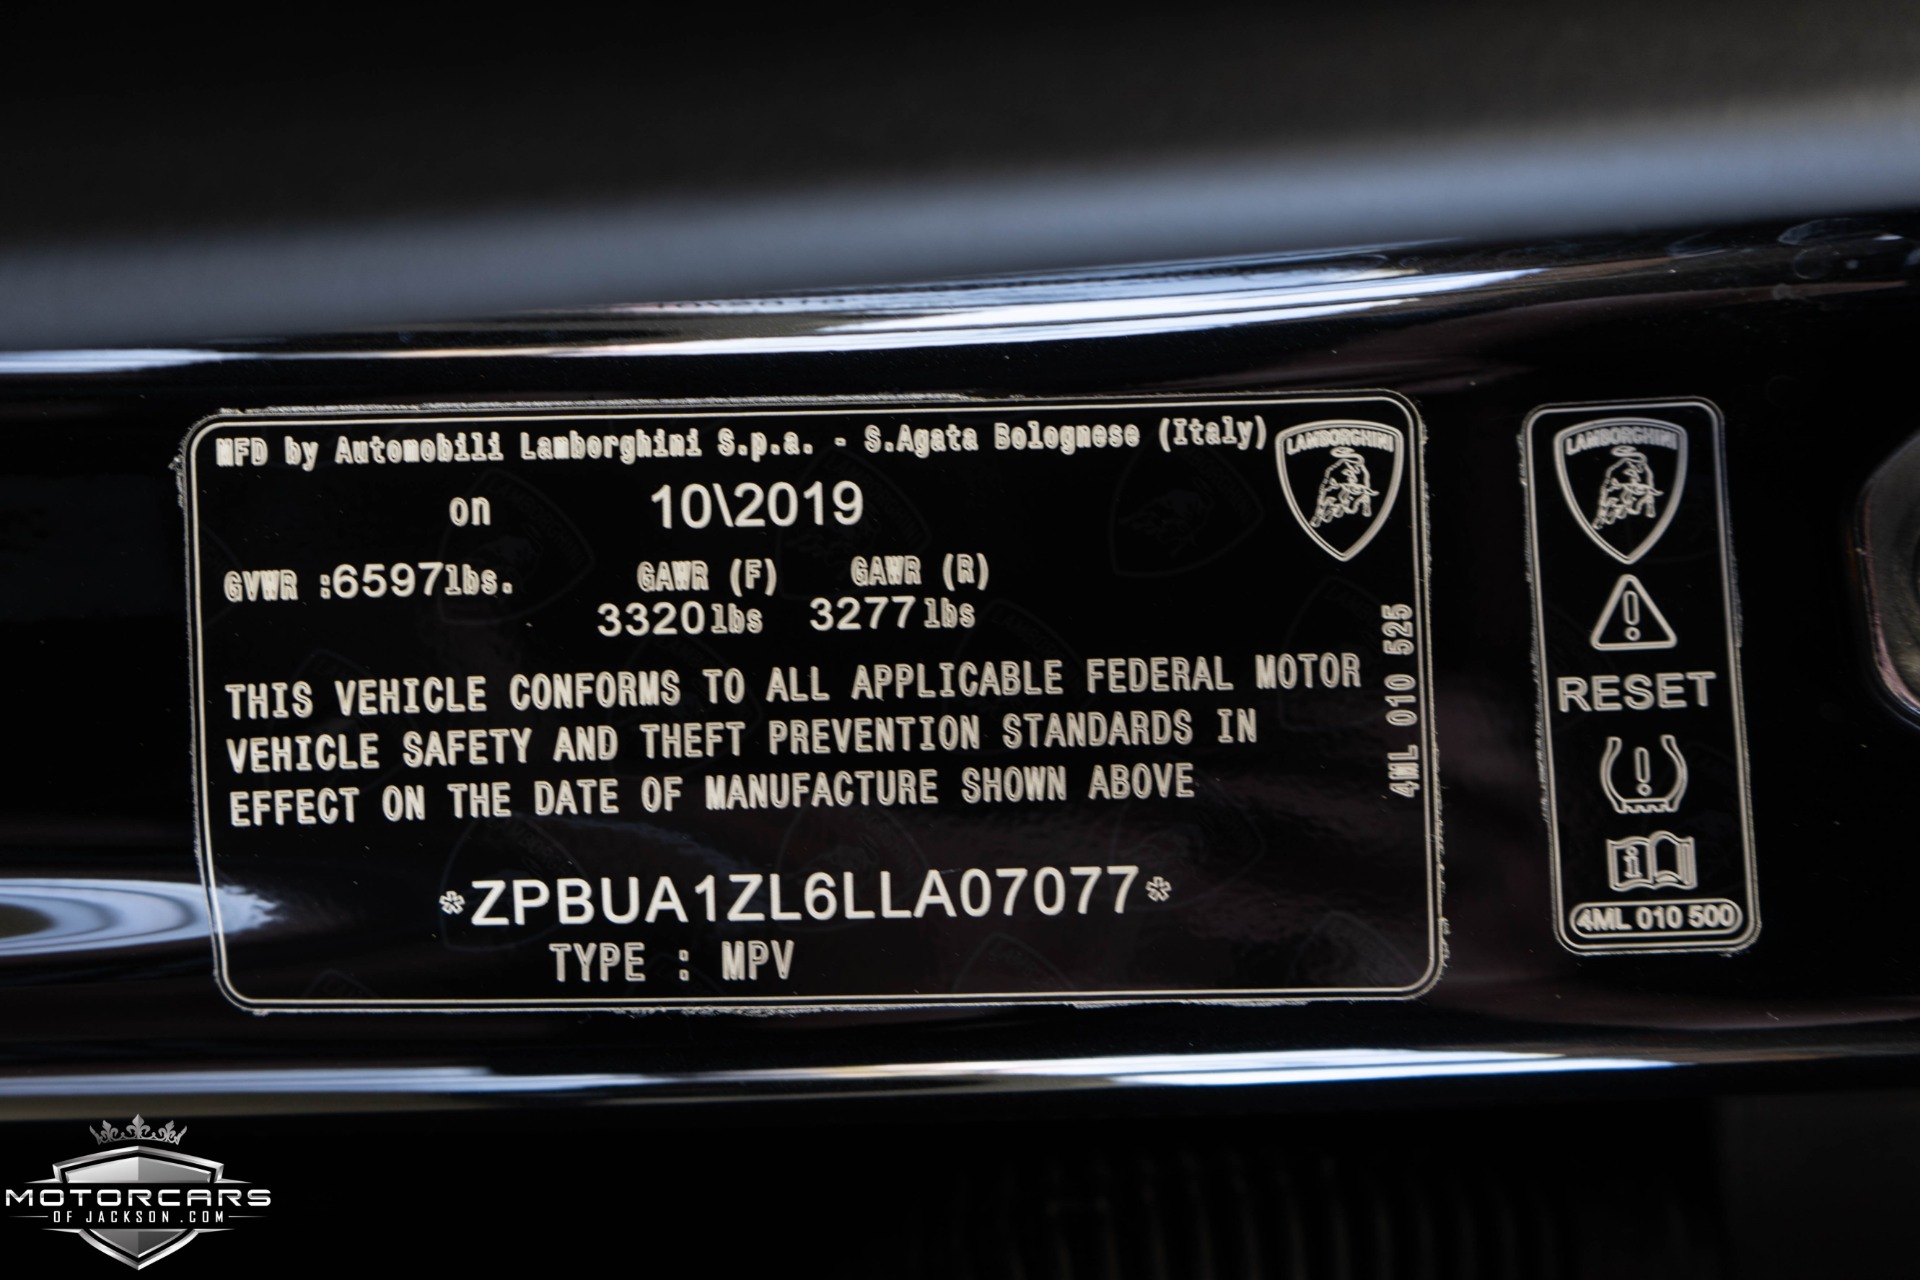 MFD by Automobili Lamborghini S.p.a. - S.Agata Bolognese (Italy)
on 10\2019
GVWR :6597lbs. GAWR (F) GAWR (R)
3320lbs 3277lbs
THIS VEHICLE CONFORMS TO ALL APPLICABLE FEDERAL MOTOR
VEHICLE SAFETY AND THEFT PREVENTION STANDARDS IN
EFFECT ON THE DATE OF MANUFACTURE SHOWN ABOVE
*ZPBUA1ZL6LLA07077*
TYPE : MPV
LAMBORGHINI
4ML 010 525
LAMBORGHINI
RESET
4ML 010 500
MOTORCARS
OF JACKSON .COM